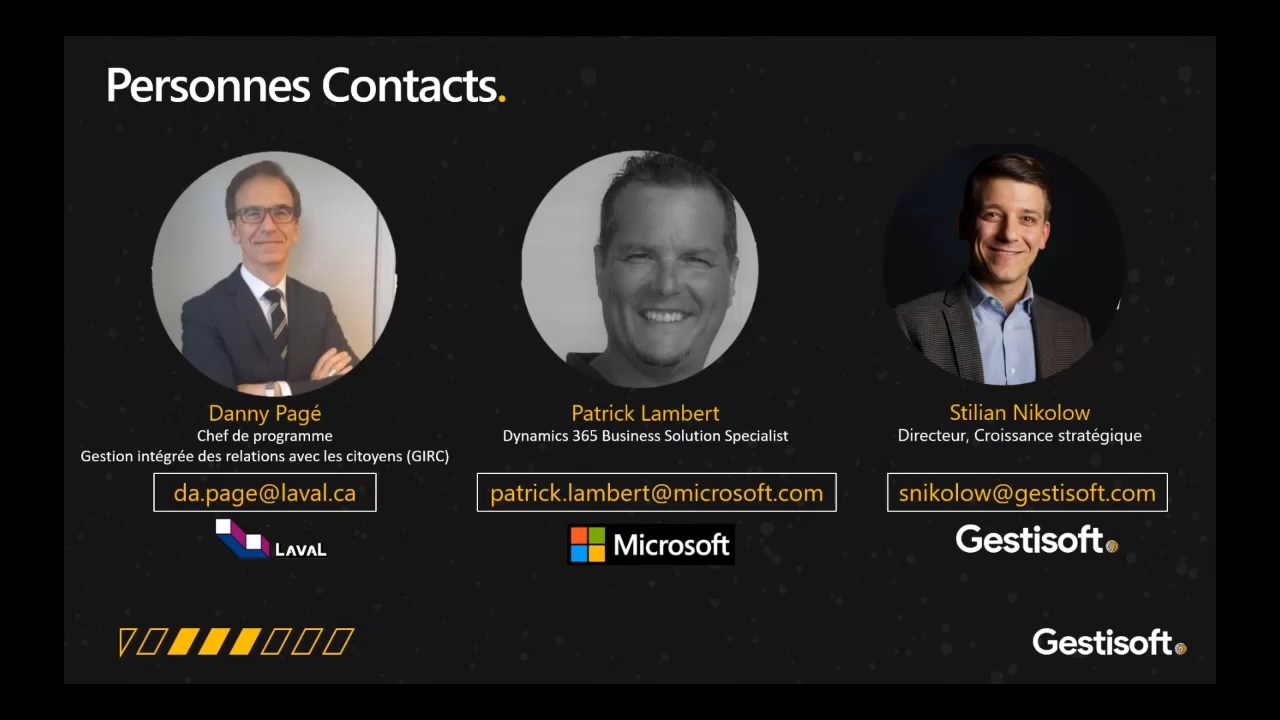 Personnes Contacts.
Danny Pagé
Chef de programme
Gestion intégrée des relations avec les citoyens (GIRC)
da.page@laval.ca
LAVAL
Patrick Lambert
Dynamics 365 Business Solution Specialist
patrick.lambert@microsoft.com
Microsoft
Stilian Nikolow
Directeur, Croissance stratégique
snikolow@gestisoft.com
Gestisoft
Gestisoft